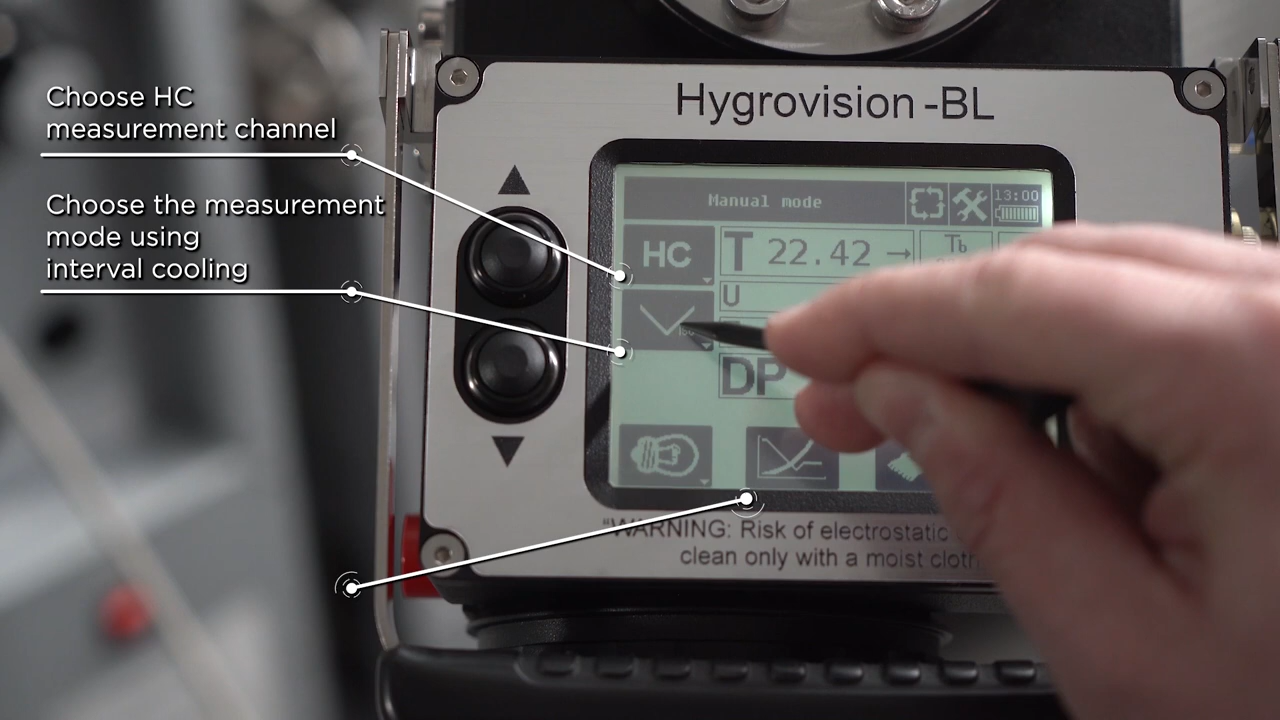 Choose HC
measurement channel
Choose the measurement
mode using
interval cooling
Hygrovision-BL
Manual mode
13:00
HC
T 22.42 →
Tb
U
DP
"WARNING: Risk of electrostatic
clean only with a moist cloth